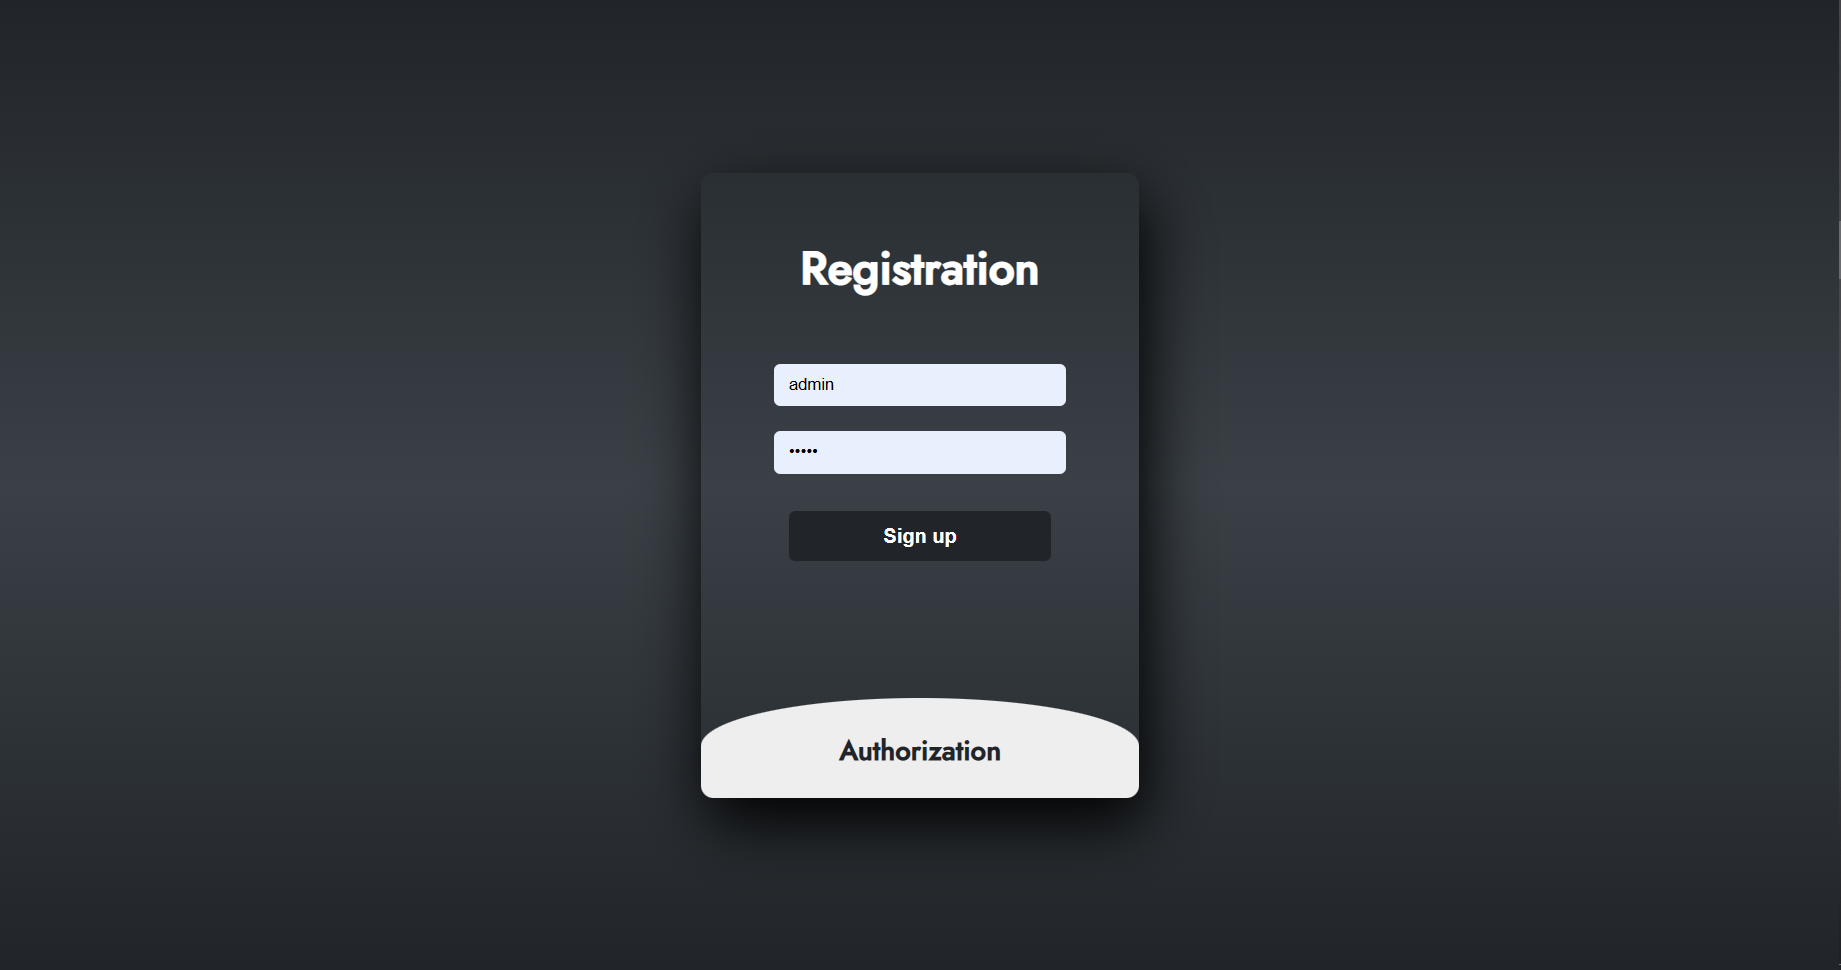 Registration
admin
•••••
Sign up
Authorization